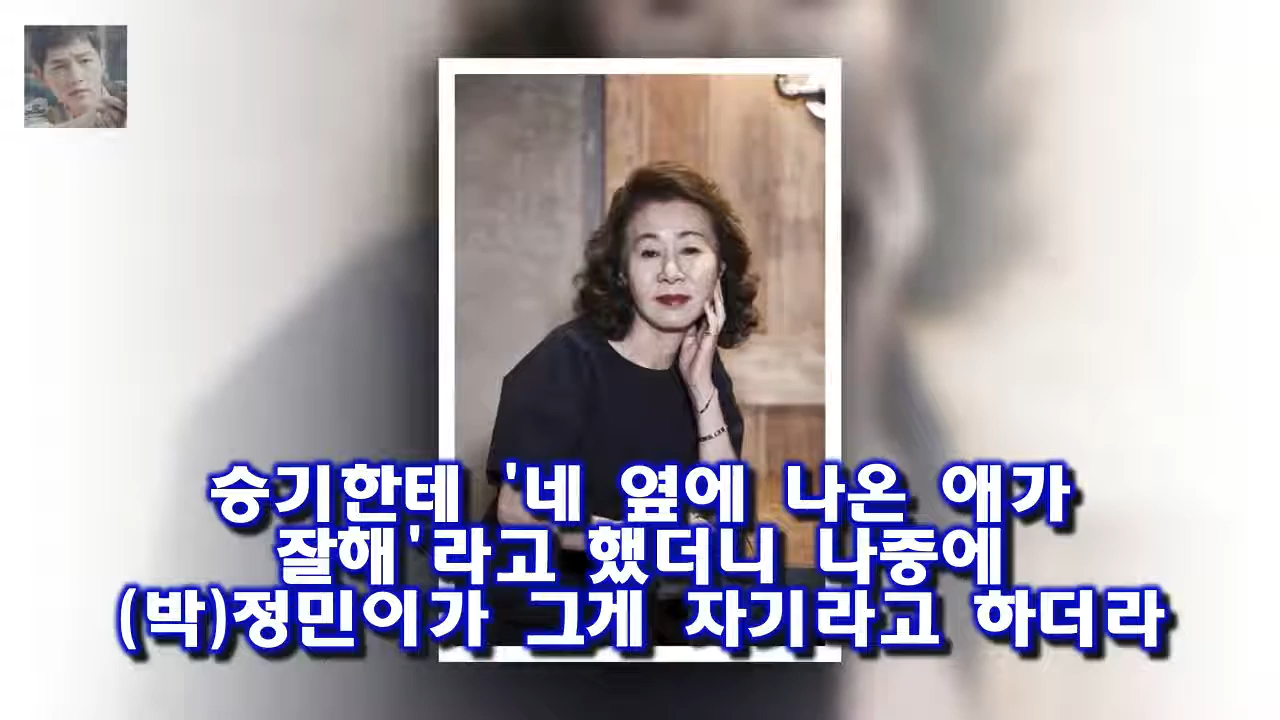 승기한테 '네 옆에 나온 애가
잘해'라고 했더니 나중에
(박)정민이가 그게 자기라고 하더라